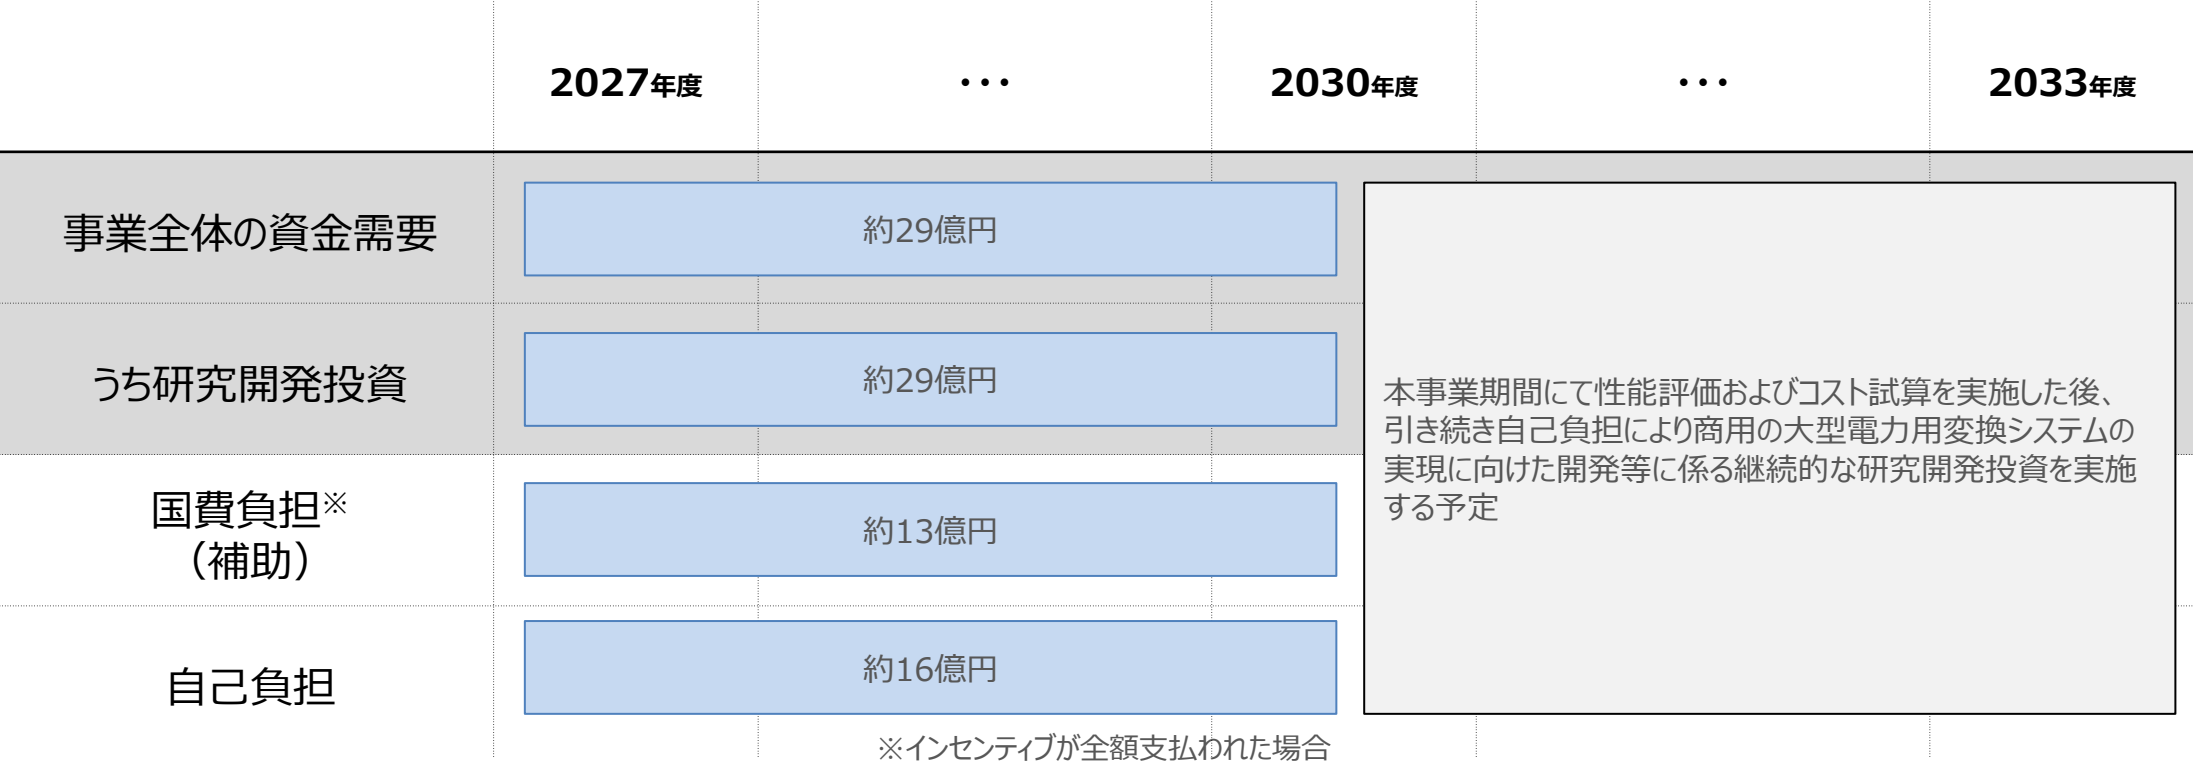 2027年度 ・・・ 2030年度 ・・・ 2033年度
事業全体の資金需要
約29億円
うち研究開発投資
約29億円
本事業期間にて性能評価およびコスト試算を実施した後、
引き続き自己負担により商用の大型電力用変換システムの
実現に向けた開発等に係る継続的な研究開発投資を実施
する予定
国費負担※
（補助）
約13億円
自己負担
約16億円
※インセンティブが全額支払われた場合